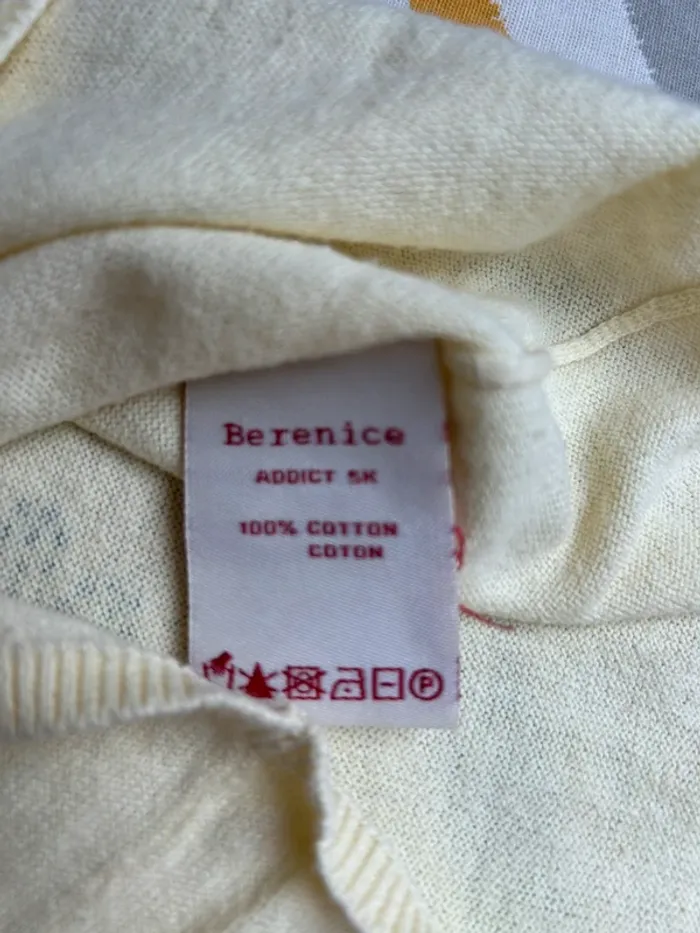 Berenice
ADDICT SK
100% COTTON
COTON
P